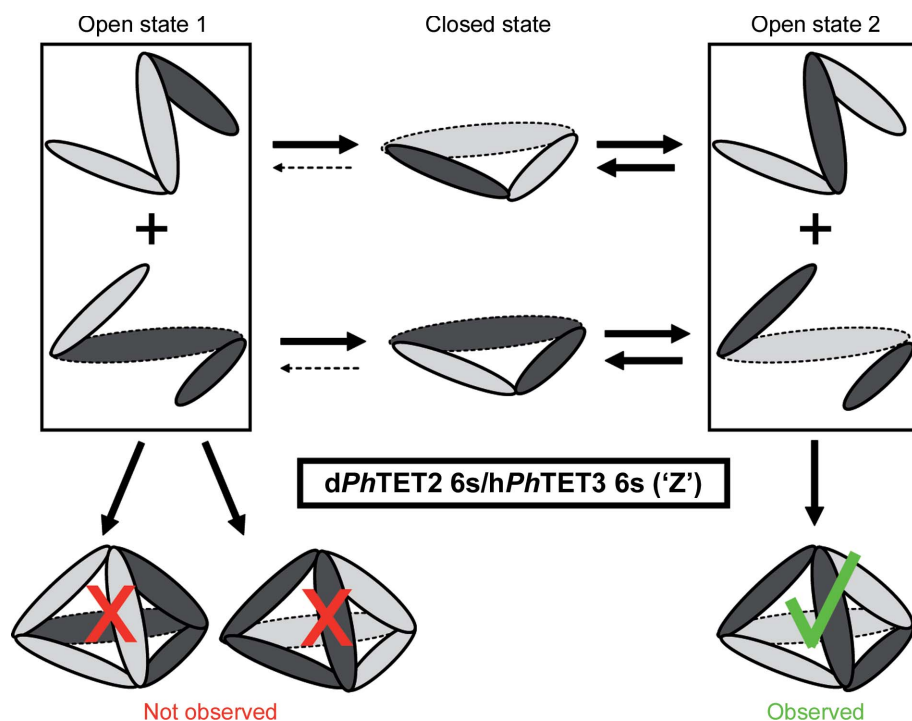 Open state 1
Closed state
Open state 2
+
+
dPhTET2 6s/hPhTET3 6s (‘Z’)
X
X
Not observed
Observed